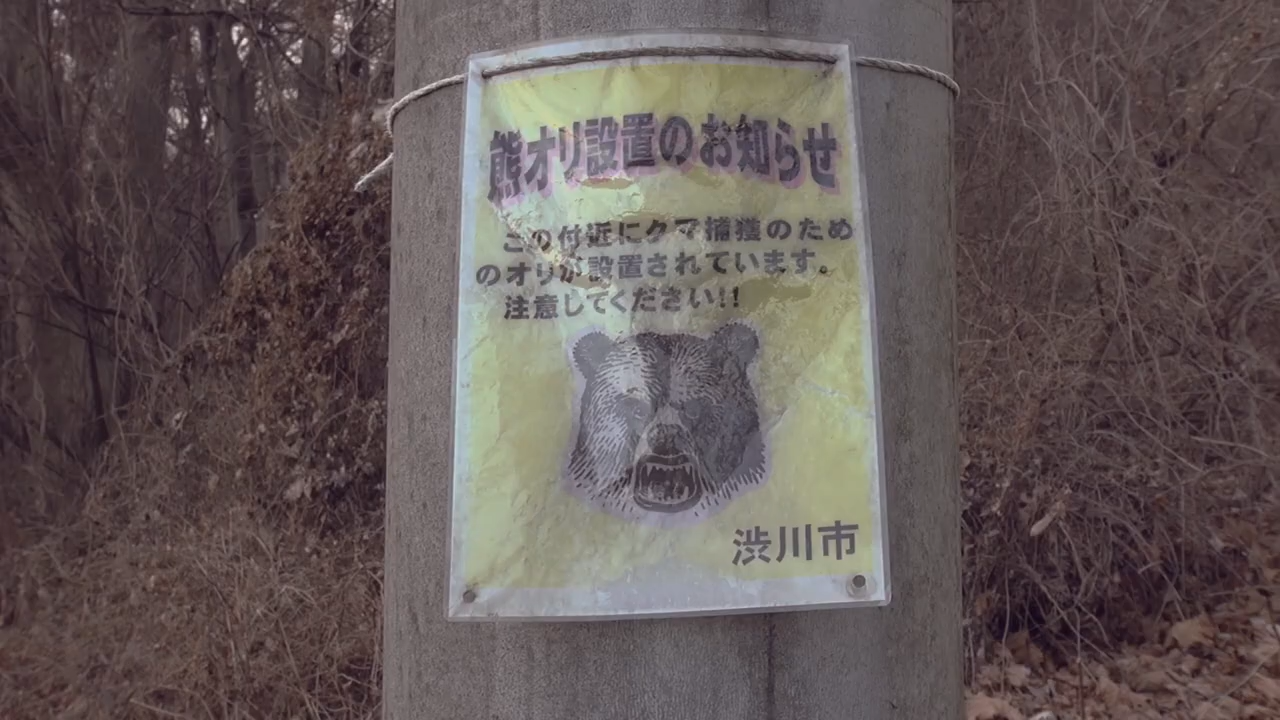 熊オリ設置のお知らせ
この付近にクマ捕獲のため
のオリが設置されています。
注意してください!!
渋川市